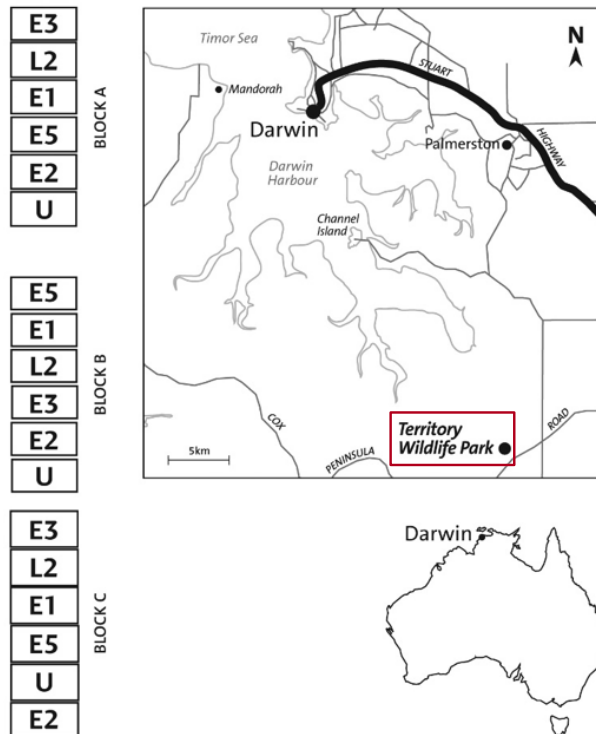 E3
L2
E1
E5
E2
U
BLOCK A
E5
E1
L2
E3
E2
U
BLOCK B
E3
L2
E1
E5
U
E2
BLOCK C
Timor Sea
N
STUART
Mandorah
Darwin
HIGHWAY
Palmerston
Darwin
Harbour
Channel
Island
COX
Territory
Wildlife Park
ROAD
5km
PENINSULA
Darwin